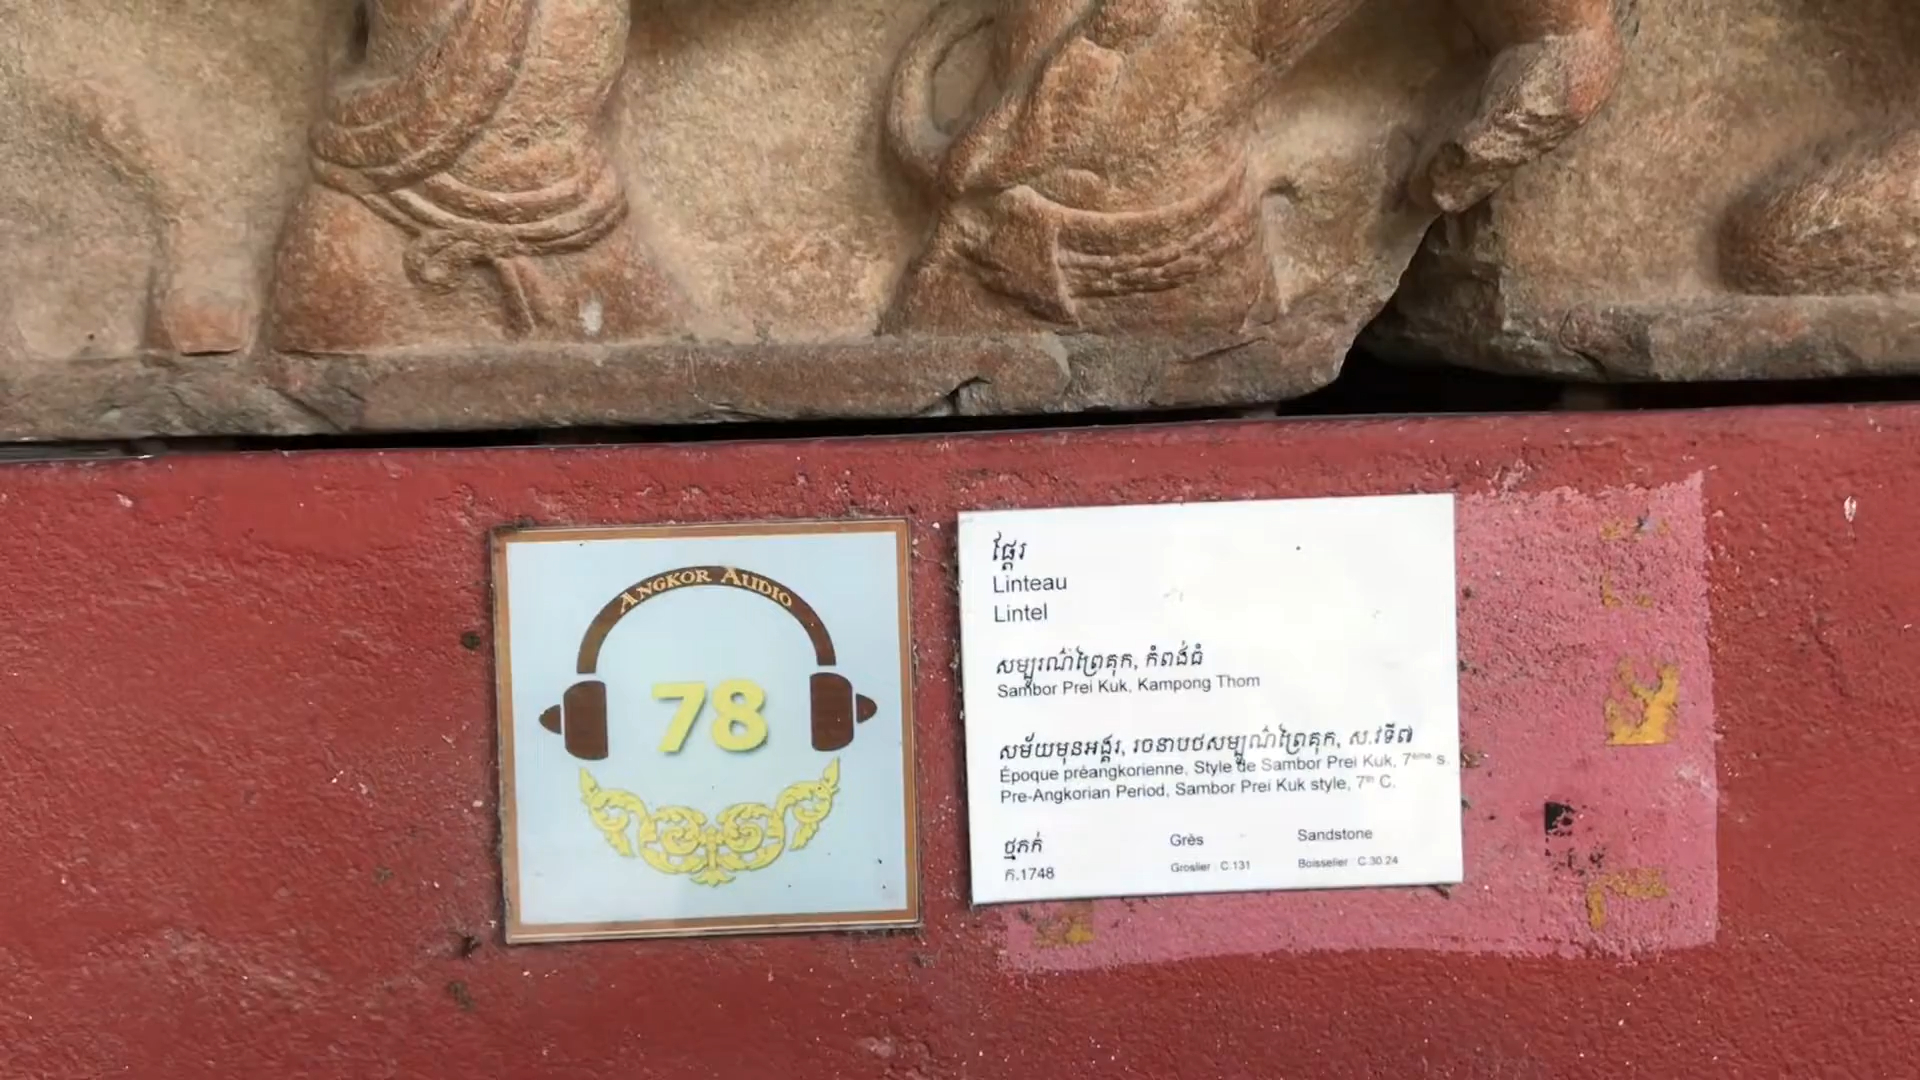 ANGKOR AUDIO
78
ផ្តែរ
Linteau
Lintel
សម្បូរណ៌ព្រៃគុក, កំពង់ធំ
Sambor Prei Kuk, Kampong Thom
សម័យមុនអង្គរ, រចនាបថសម្បូណ៌ព្រៃគុក, ស.វទី៧
Époque préangkorienne, Style de Sambor Prei Kuk, 7ème s.
Pre-Angkorian Period, Sambor Prei Kuk style, 7th C.
ថ្មភក់ Grès Sandstone
ក.1748 Groslier : C.131 Boisselier : C.30.24